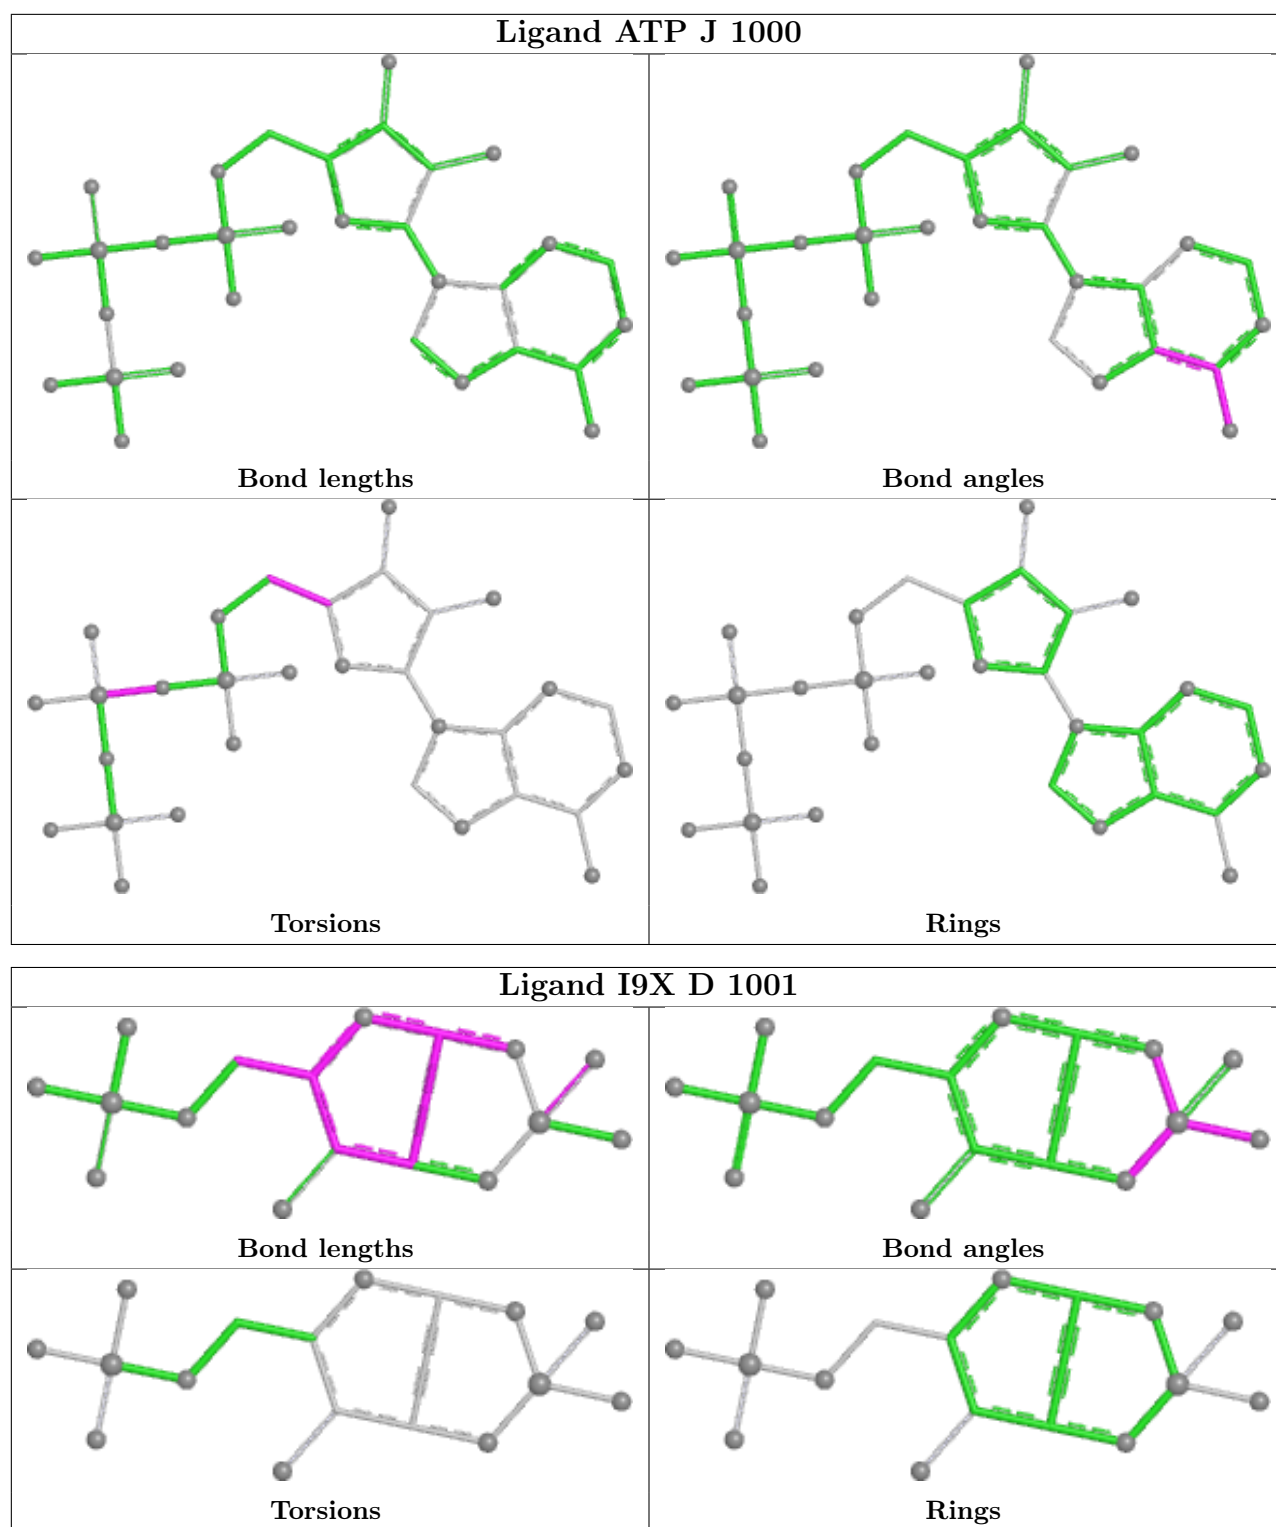 Ligand ATP J 1000
Bond lengths
Bond angles
Torsions
Rings
Ligand I9X D 1001
Bond lengths
Bond angles
Torsions
Rings